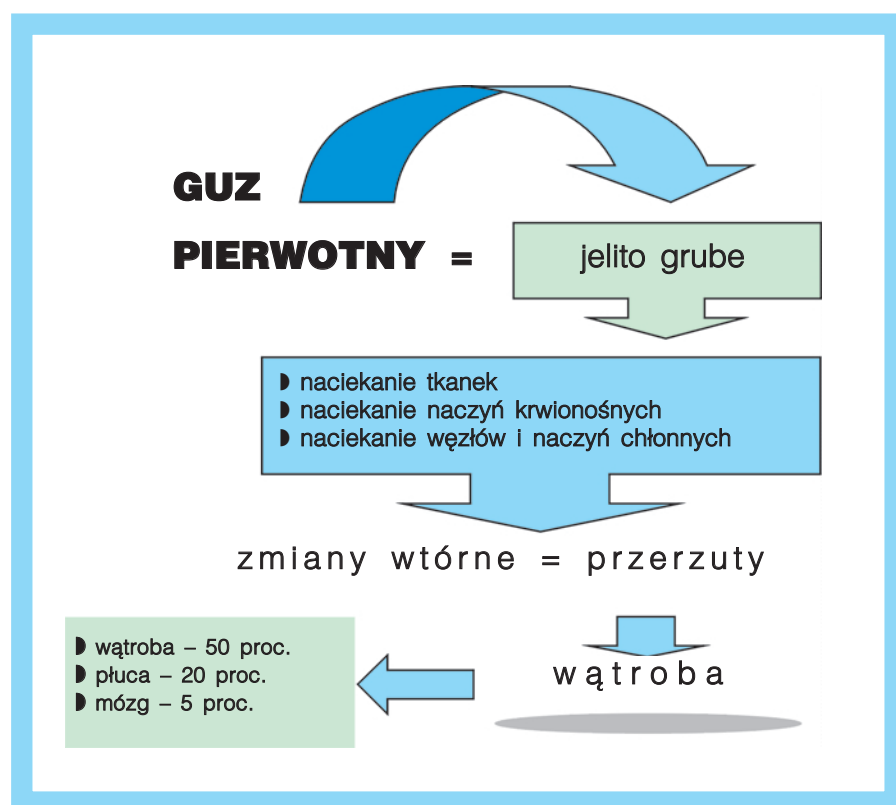 GUZ
PIERWOTNY =
jelito grube
◗ naciekanie tkanek
◗ naciekanie naczyń krwionośnych
◗ naciekanie węzłów i naczyń chłonnych
zmiany wtórne = przerzuty
wątroba
◗ wątroba – 50 proc.
◗ płuca – 20 proc.
◗ mózg – 5 proc.